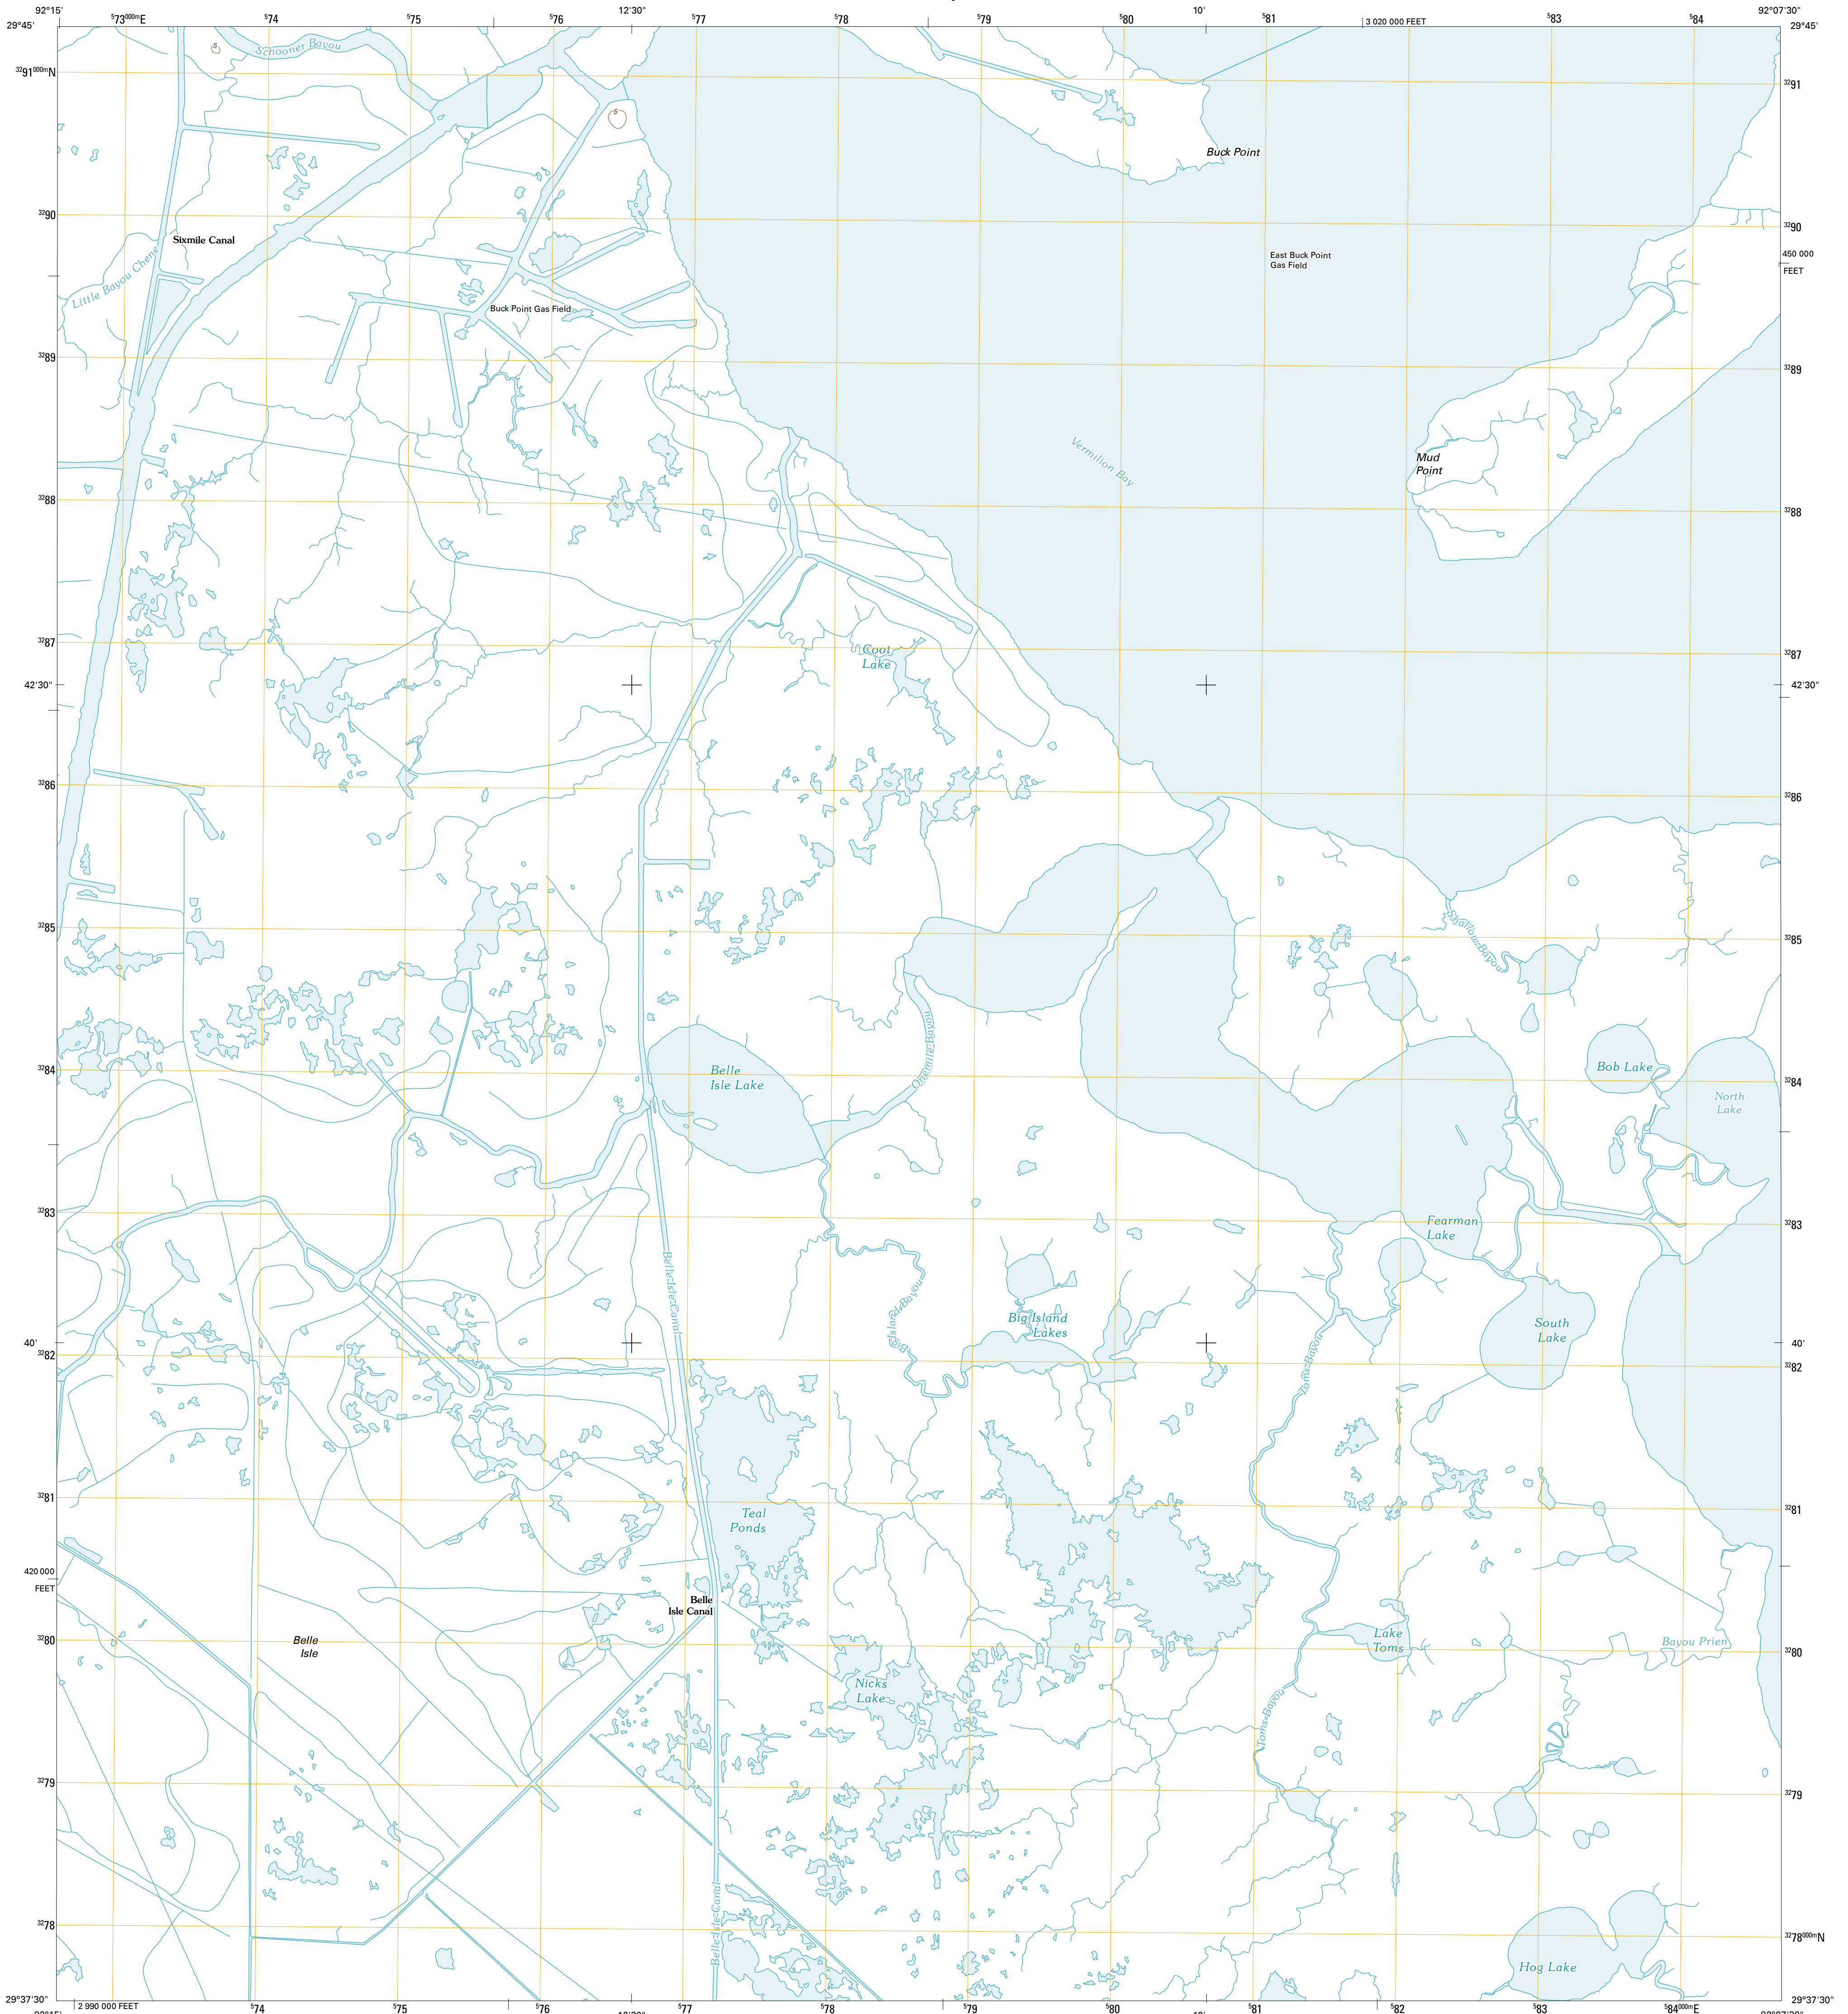 92°15'
⁵73⁰⁰⁰ᵐE
⁵74
⁵75
⁵76
12'30"
⁵77
⁵78
⁵79
⁵80
10'
⁵81
3 020 000 FEET
⁵83
⁵84
92°07'30"
29°45'
29°45'
Schooner Bayou
5
³²91⁰⁰⁰ᵐN
³²91
5
Buck Point
³²90
³²90
Sixmile Canal
Little Bayou Chene
East Buck Point
Gas Field
450 000
FEET
Buck Point Gas Field
³²89
³²89
Vermilion Bay
Mud
Point
³²88
³²88
³²87
³²87
Coot
Lake
42'30"
42'30"
³²86
³²86
³²85
³²85
Shallow Bayou
Onemile Bayou
³²84
³²84
Belle
Isle Lake
Bob Lake
North
Lake
³²83
³²83
Fearman
Lake
Belle Isle Canal
Big Island Bayou
Big Island
Lakes
South
Lake
40'
40'
³²82
³²82
Toms Bayou
³²81
³²81
Teal
Ponds
420 000
FEET
Belle
Isle Canal
Belle
Isle
³²80
³²80
Lake
Toms
Bayou Prien
Nicks
Lake
Toms Bayou
³²79
³²79
Belle Isle Canal
³²78
³²78⁰⁰⁰ᵐN
Hog Lake
29°37'30"
29°37'30"
2 990 000 FEET
⁵74
⁵75
⁵76
⁵77
⁵78
⁵79
⁵80
⁵81
⁵82
⁵83
⁵84⁰⁰⁰ᵐE